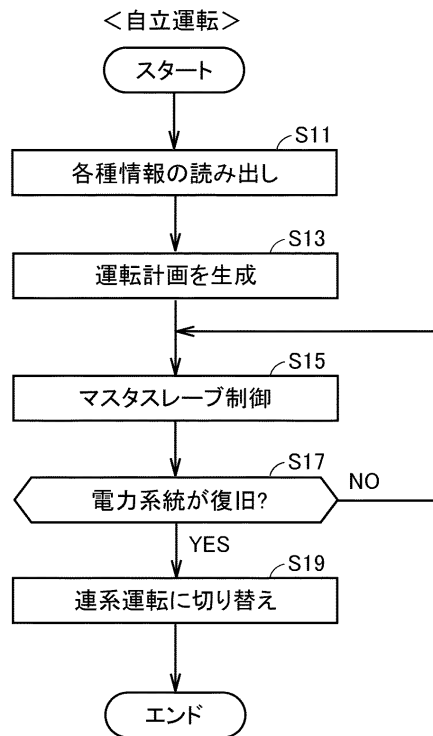 ＜自立運転＞
スタート
S11
各種情報の読み出し
S13
運転計画を生成
S15
マスタスレーブ制御
S17
電力系統が復旧?
NO
YES
S19
連系運転に切り替え
エンド